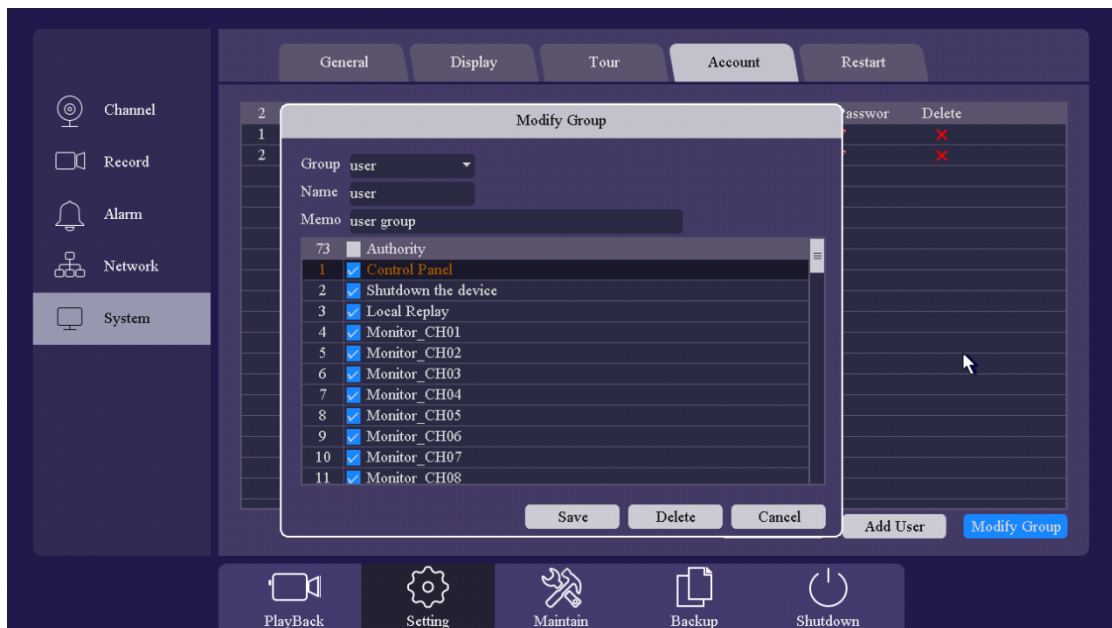 General Display Tour Account Restart
Channel
Record
Alarm
Network
System
2 Passwor Delete
1
2
Modify Group
Group user
Name user
Memo user group
73 Authority
1 Control Panel
2 Shutdown the device
3 Local Replay
4 Monitor_CH01
5 Monitor_CH02
6 Monitor_CH03
7 Monitor_CH04
8 Monitor_CH05
9 Monitor_CH06
10 Monitor_CH07
11 Monitor_CH08
Save Delete Cancel
Add User Modify Group
PlayBack Setting Maintain Backup Shutdown